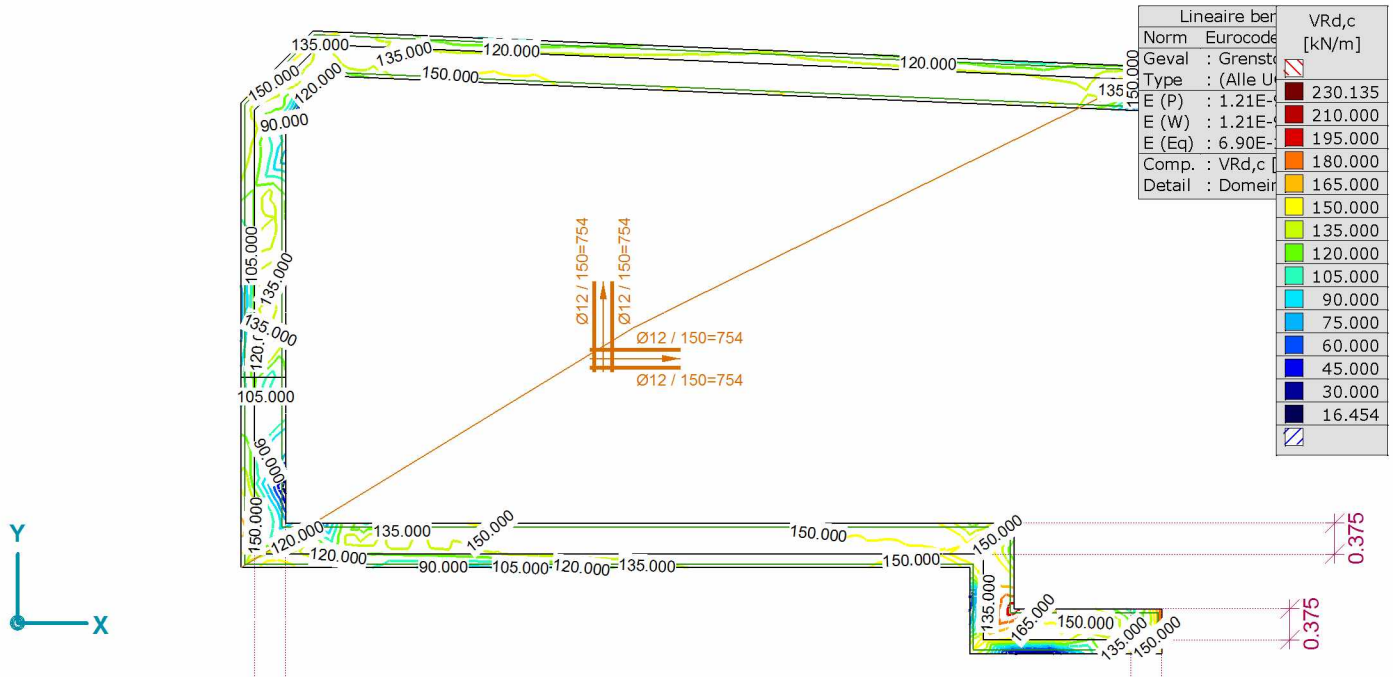 Lineaire ber
Norm Eurocode
Geval : Grenst
Type : (Alle U
E (P) : 1.21E-
E (W) : 1.21E-
E (Eq) : 6.90E-
Comp. : VRd,c [
Detail : Domein
VRd,c
[kN/m]
230.135
210.000
195.000
180.000
165.000
150.000
135.000
120.000
105.000
90.000
75.000
60.000
45.000
30.000
16.454
135.000
135.000
120.000
120.000
150.000
150.000
120.000
150.000
135
90.000
105.000
135.000
135.000
120.
105.000
90.000
150.000
120.000
Ø12 / 150=754
Ø12 / 150=754
Ø12 / 150=754
Ø12 / 150=754
135.000
150.000
150.000
150.000
120.000
90.000
105.000
120.000
135.000
150.000
135.000
165.000
150.000
135.000
150.000
0.375
0.375
Y
X